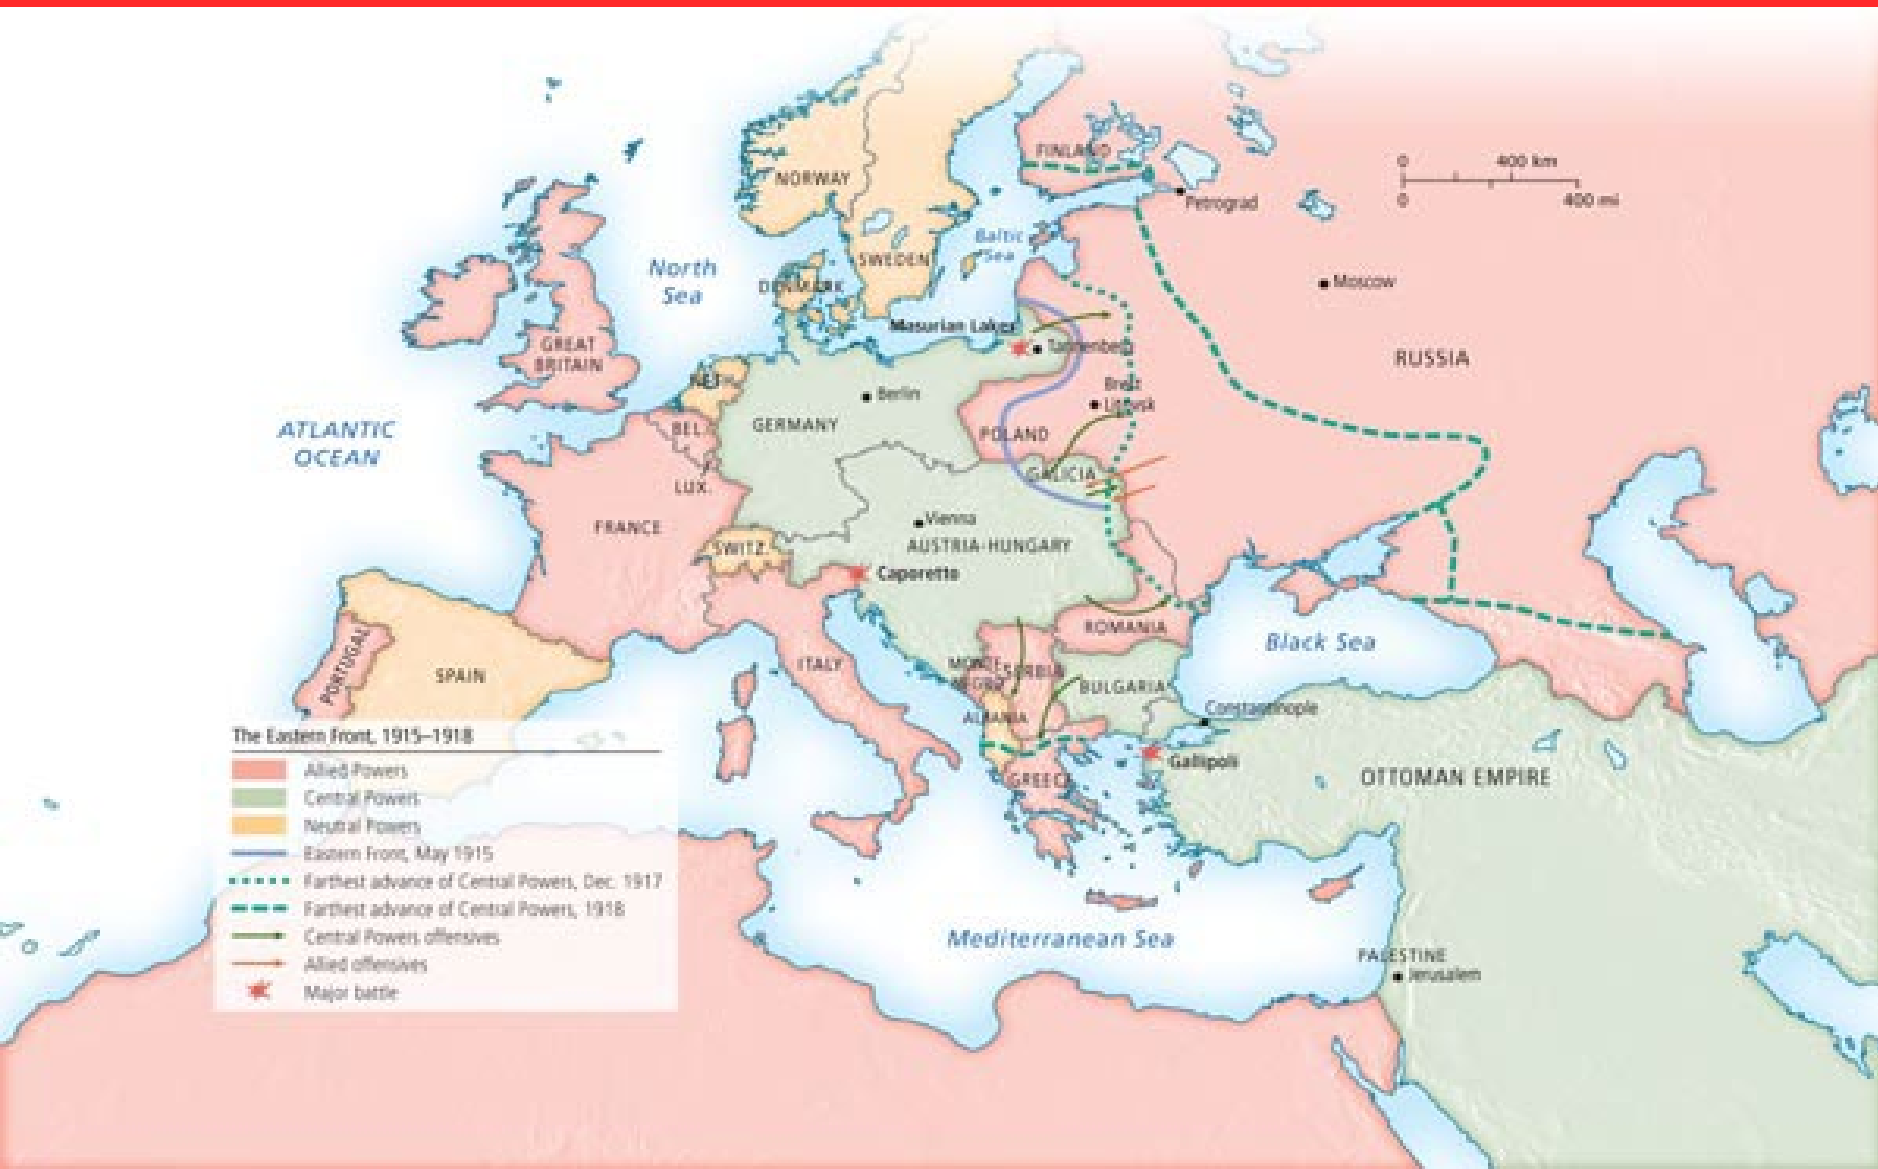 FINLAND
NORWAY
Petrograd
0 400 km
0 400 mi
Baltic
Sea
SWEDEN
North
Sea
DENMARK
Moscow
Masurian Lakes
Tannenberg
GREAT
BRITAIN
RUSSIA
NETH.
Berlin
Brest
Litovsk
ATLANTIC
OCEAN
BEL.
GERMANY
POLAND
GALICIA
LUX.
FRANCE
Vienna
SWITZ.
AUSTRIA-HUNGARY
Caporetto
ROMANIA
Black Sea
PORTUGAL
SPAIN
ITALY
MONTE-
NEGRO
SERBIA
BULGARIA
ALBANIA
Constantinople
Gallipoli
GREECE
OTTOMAN EMPIRE
The Eastern Front, 1915–1918
Allied Powers
Central Powers
Neutral Powers
Eastern Front, May 1915
Farthest advance of Central Powers, Dec. 1917
Farthest advance of Central Powers, 1918
Central Powers offensives
Allied offensives
Major battle
Mediterranean Sea
PALESTINE
Jerusalem